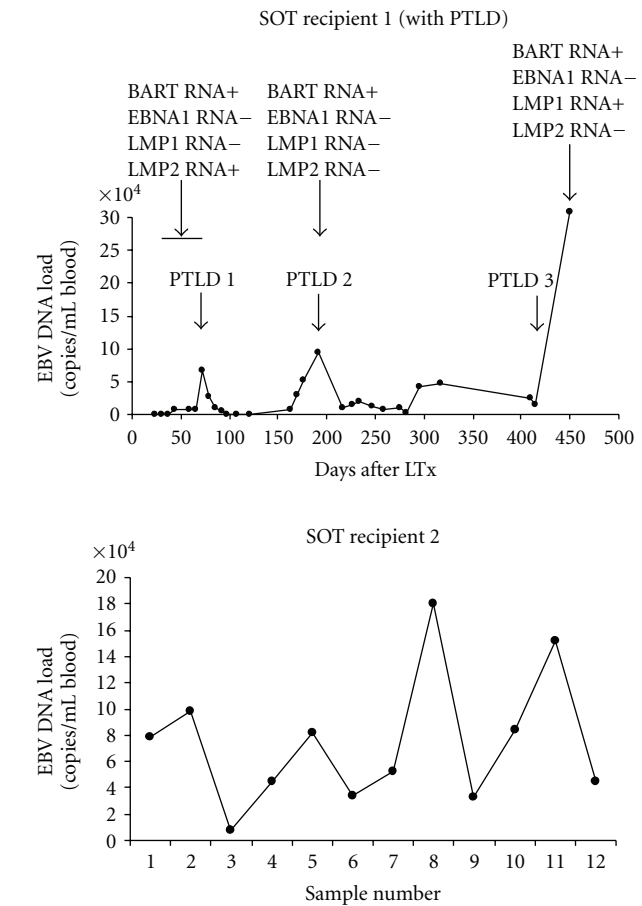 SOT recipient 1 (with PTLD)
BART RNA+
EBNA1 RNA−
LMP1 RNA−
LMP2 RNA+
BART RNA+
EBNA1 RNA−
LMP1 RNA−
LMP2 RNA−
BART RNA+
EBNA1 RNA−
LMP1 RNA+
LMP2 RNA−
×10⁴
30
25
20
15
10
5
0
EBV DNA load
(copies/mL blood)
PTLD 1
PTLD 2
PTLD 3
0 50 100 150 200 250 300 350 400 450 500
Days after LTx
SOT recipient 2
×10⁴
20
18
16
14
12
10
8
6
4
2
0
EBV DNA load
(copies/mL blood)
1 2 3 4 5 6 7 8 9 10 11 12
Sample number